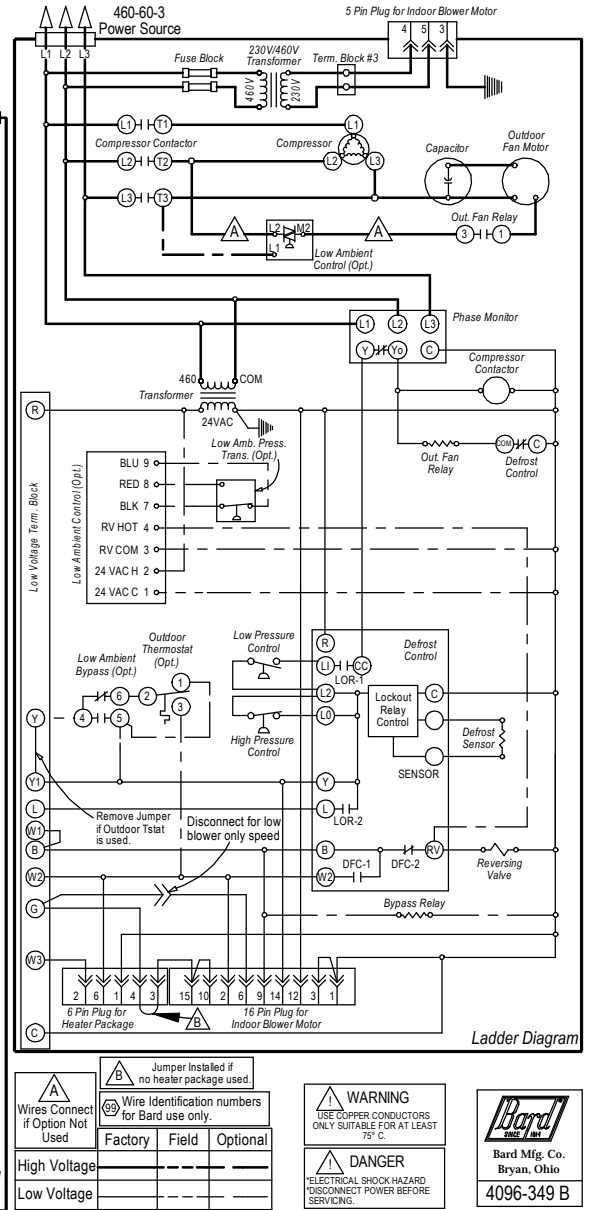 460-60-3
Power Source
L1 L2 L3
5 Pin Plug for Indoor Blower Motor
4 5 3
Fuse Block
230V/460V
Transformer
460V
230V
Term. Block #3
L1 T1
L1
Compressor Contactor
Compressor
L2 T2
L2 L3
L3 T3
Capacitor
Outdoor
Fan Motor
A
L2 M2
L1
A
Out. Fan Relay
3 1
Low Ambient
Control (Opt.)
L1 L2 L3
Phase Monitor
Y Yo C
Compressor
Contactor
460 COM
Transformer
24VAC
R
Out. Fan
Relay
COM C
Defrost
Control
Low Amb. Press.
Trans. (Opt.)
Low Voltage Term. Block
Low Ambient Control (Opt.)
BLU 9
RED 8
BLK 7
RV HOT 4
RV COM 3
24 VAC H 2
24 VAC C 1
Outdoor
Thermostat
(Opt.)
Low Ambient
Bypass (Opt.)
6 2 1
3
4 5
Low Pressure
Control
High Pressure
Control
R
Defrost
Control
LI CC
LOR-1
L2
Lockout
Relay
Control
C
L0
SENSOR
Defrost
Sensor
Y
Y1
Y
L
L
LOR-2
Remove Jumper
if Outdoor Tstat
is used.
Disconnect for low
blower only speed
W1
B
B
DFC-1 DFC-2
RV
Reversing
Valve
W2
W2
G
Bypass Relay
W3
2 6 1 4 3
15 10 2 6 9 14 12 3 1
6 Pin Plug for
Heater Package
B
16 Pin Plug for
Indoor Blower Motor
C
Ladder Diagram
A
Wires Connect
if Option Not
Used
B
Jumper Installed if
no heater package used.
99 Wire Identification numbers
for Bard use only.
Factory Field Optional
High Voltage
Low Voltage
! WARNING
USE COPPER CONDUCTORS
ONLY SUITABLE FOR AT LEAST
75° C.
! DANGER
*ELECTRICAL SHOCK HAZARD
*DISCONNECT POWER BEFORE
SERVICING.
Bard
SINCE 1914
Bard Mfg. Co.
Bryan, Ohio
4096-349 B